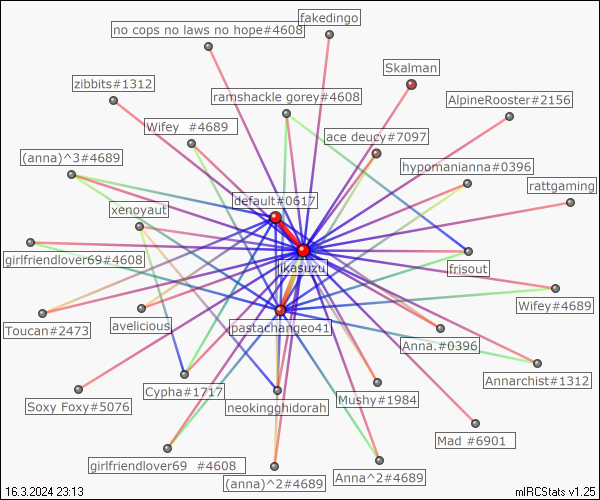 fakedingo
no cops no laws no hope#4608
Skalman
zibbits#1312
ramshackle gorey#4608
AlpineRooster#2156
Wifey  #4689
ace deucy#7097
(anna)^3#4689
hypomanianna#0396
rattgaming
default#0617
xenoyaut
girlfriendlover69#4608
ikasuzu
frisout
Wifey#4689
Toucan#2473
avelicious
pastachangeo41
Anna.#0396
Annarchist#1312
Cypha#1717
Mushy#1984
Soxy Foxy#5076
neokingghidorah
Mad #6901
girlfriendlover69  #4608
(anna)^2#4689
Anna^2#4689
16.3.2024 23:13
mIRCStats v1.25